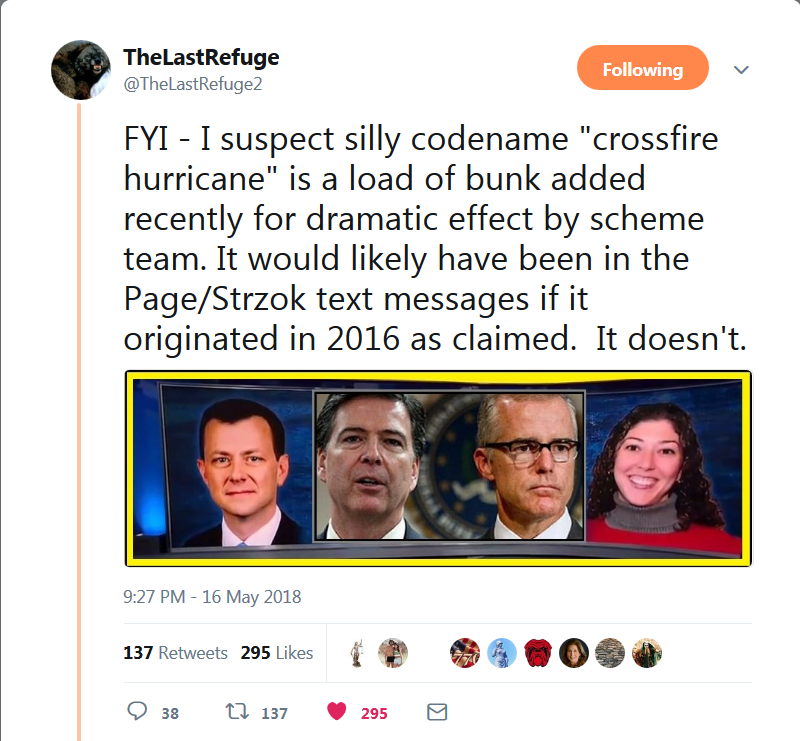 TheLastRefuge
@TheLastRefuge2
Following
FYI - I suspect silly codename "crossfire
hurricane" is a load of bunk added
recently for dramatic effect by scheme
team. It would likely have been in the
Page/Strzok text messages if it
originated in 2016 as claimed.  It doesn't.
9:27 PM - 16 May 2018
137 Retweets 295 Likes
38 137 295